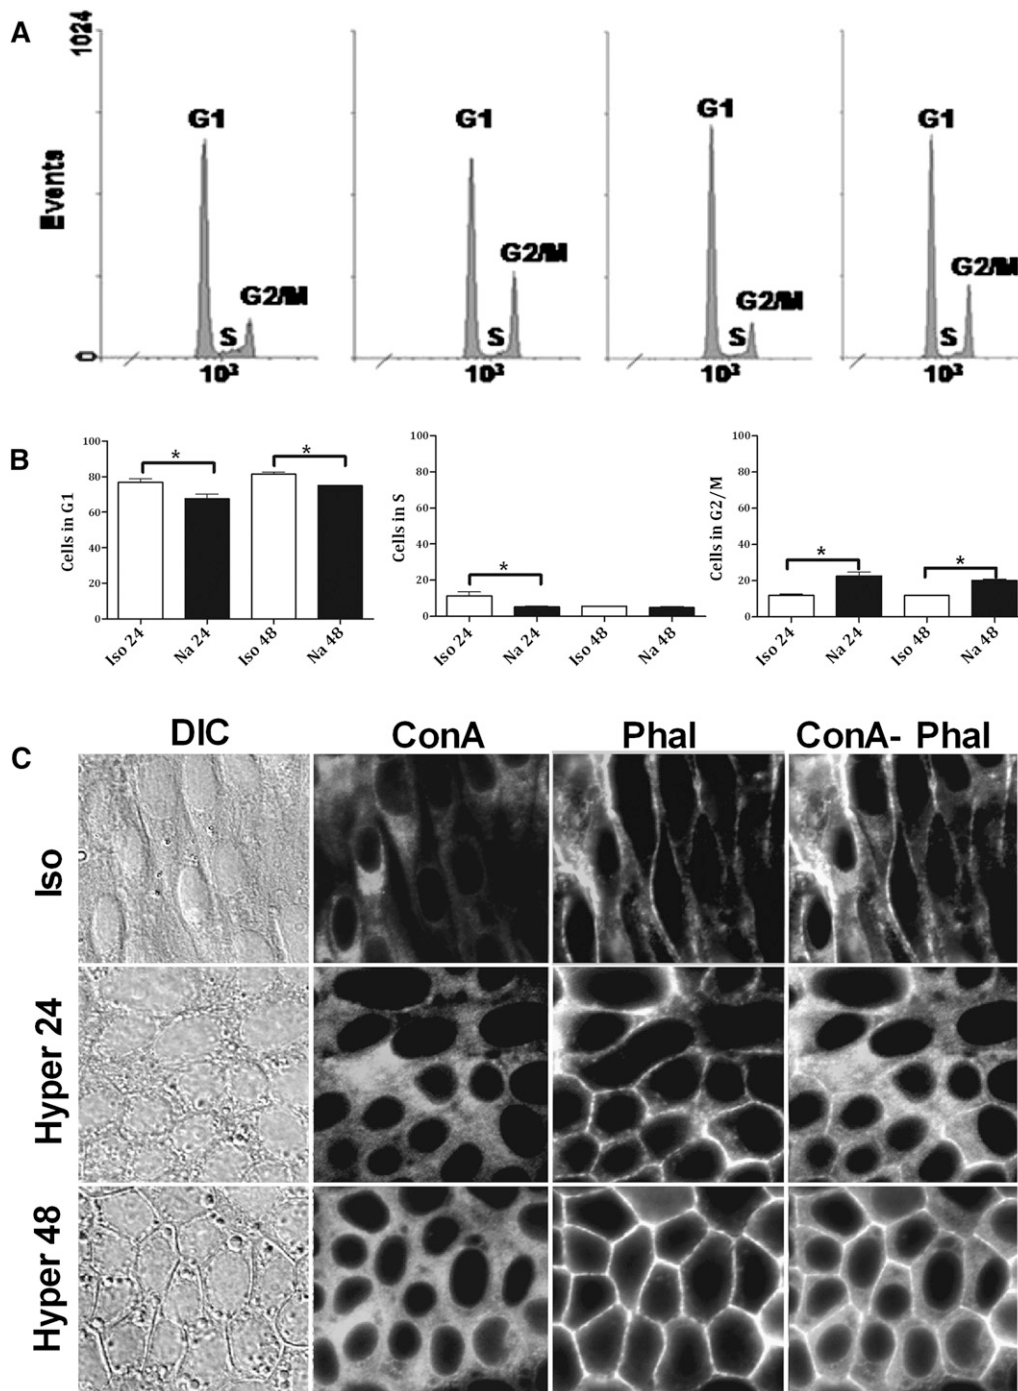 A
1024
Events
0
G1
S
G2/M
10³
G1
S
G2/M
10³
G1
S
G2/M
10³
G1
S
G2/M
10³
B
Cells in G1
100
80
60
40
20
0
*
*
Iso 24
Na 24
Iso 48
Na 48
Cells in S
100
80
60
40
20
0
*
Iso 24
Na 24
Iso 48
Na 48
Cells in G2/M
100
80
60
40
20
0
*
*
Iso 24
Na 24
Iso 48
Na 48
C
DIC
ConA
Phal
ConA- Phal
Iso
Hyper 24
Hyper 48